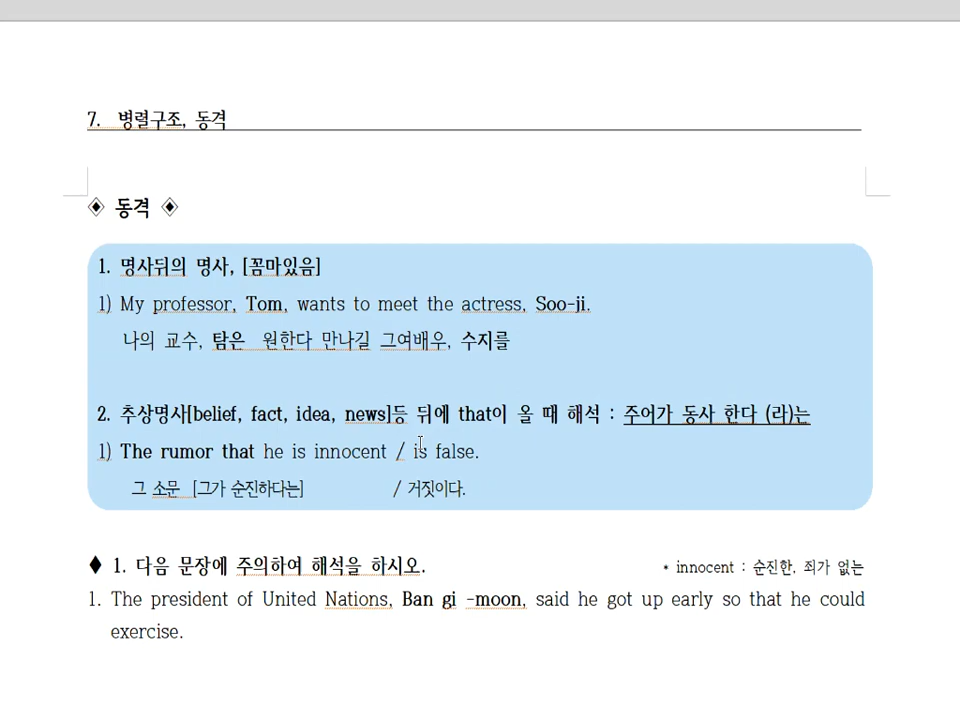 7. 병렬구조, 동격
◈ 동격 ◈
1. 명사뒤의 명사, [꼼마있음]
1) My professor, Tom, wants to meet the actress, Soo-ji.
나의 교수, 탐은 원한다 만나길 그여배우, 수지를
2. 추상명사[belief, fact, idea, news]등 뒤에 that이 올 때 해석 : 주어가 동사 한다 (라)는
1) The rumor that he is innocent / is false.
그 소문 [그가 순진하다는] / 거짓이다.
◆ 1. 다음 문장에 주의하여 해석을 하시오. * innocent : 순진한, 죄가 없는
1. The president of United Nations, Ban gi -moon, said he got up early so that he could
exercise.